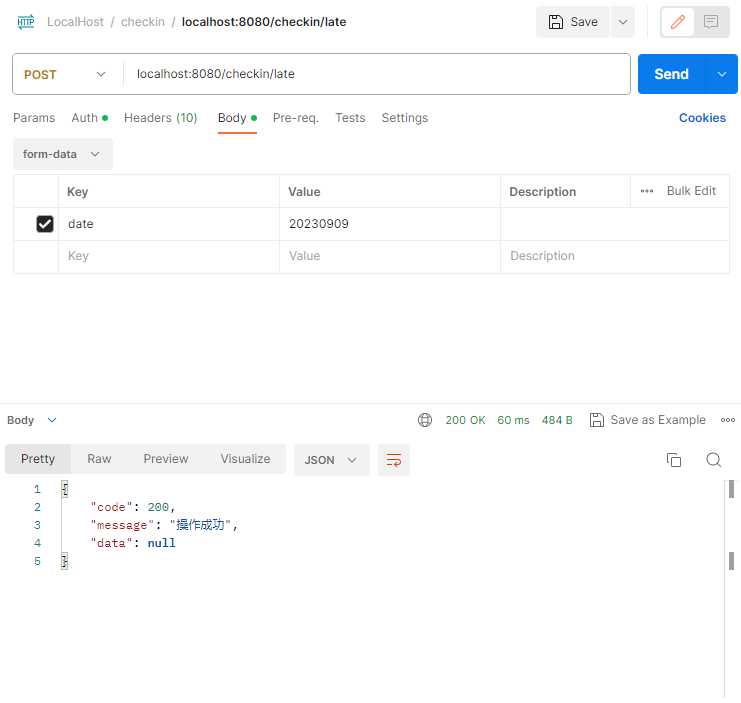 HTTP LocalHost / checkin / localhost:8080/checkin/late Save
POST localhost:8080/checkin/late Send
Params Auth Headers (10) Body Pre-req. Tests Settings Cookies
form-data
Key Value Description Bulk Edit
date 20230909
Key Value Description
Body 200 OK 60 ms 484 B Save as Example
Pretty Raw Preview Visualize JSON
1 {
2 "code": 200,
3 "message": "操作成功",
4 "data": null
5 }